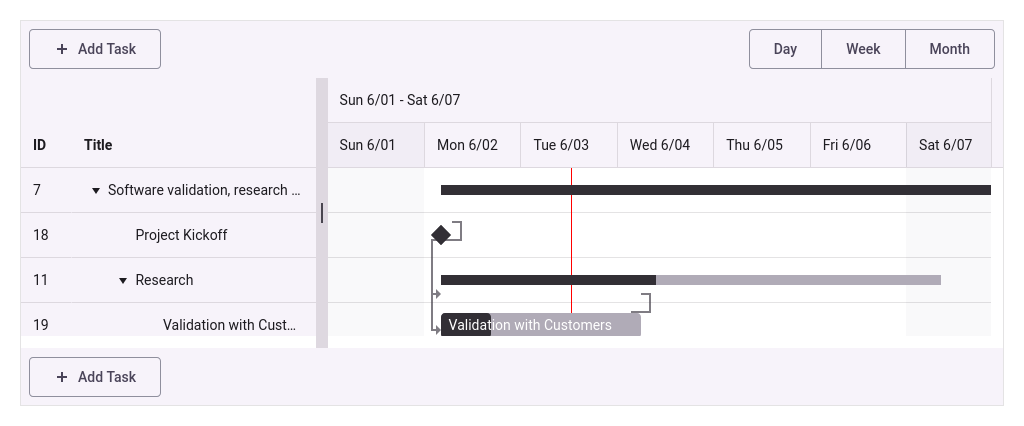 Add Task
Day Week Month
Sun 6/01 - Sat 6/07
ID Title
Sun 6/01 Mon 6/02 Tue 6/03 Wed 6/04 Thu 6/05 Fri 6/06 Sat 6/07
7 Software validation, research ...
18 Project Kickoff
11 Research
19 Validation with Cust... Validation with Customers
Add Task